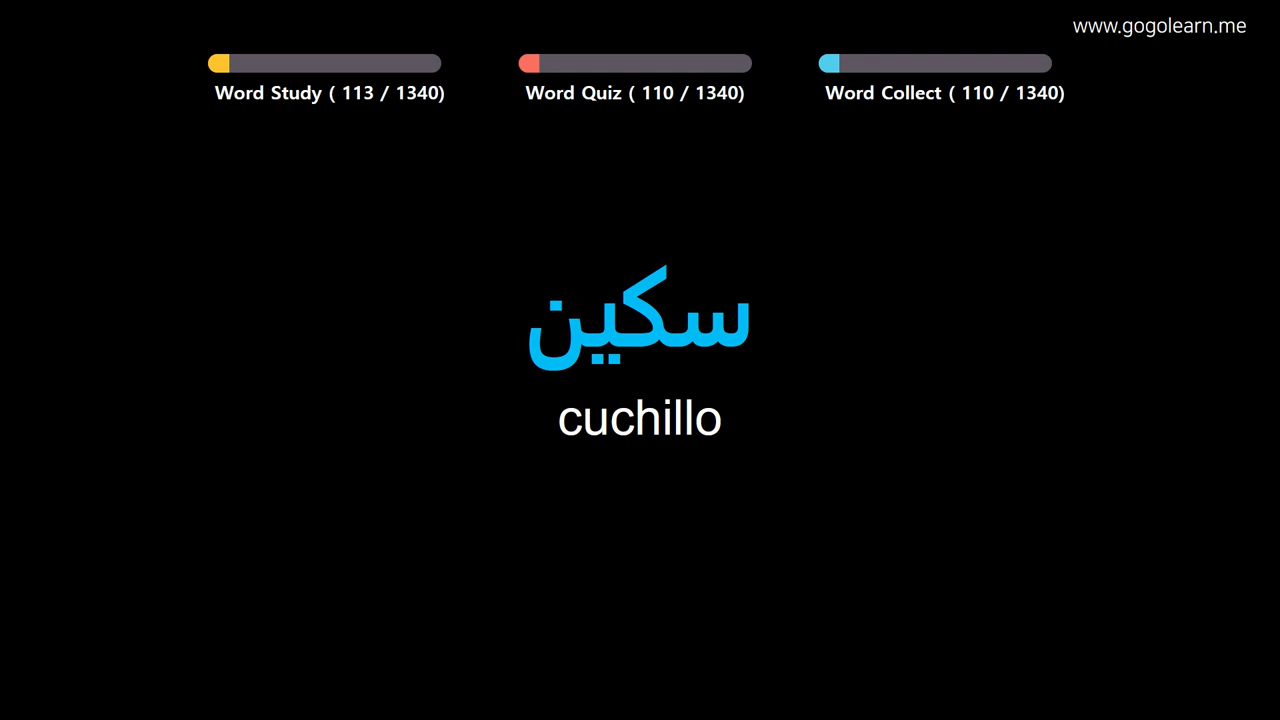 www.gogolearn.me
Word Study ( 113 / 1340)
Word Quiz ( 110 / 1340)
Word Collect ( 110 / 1340)
سكين
cuchillo